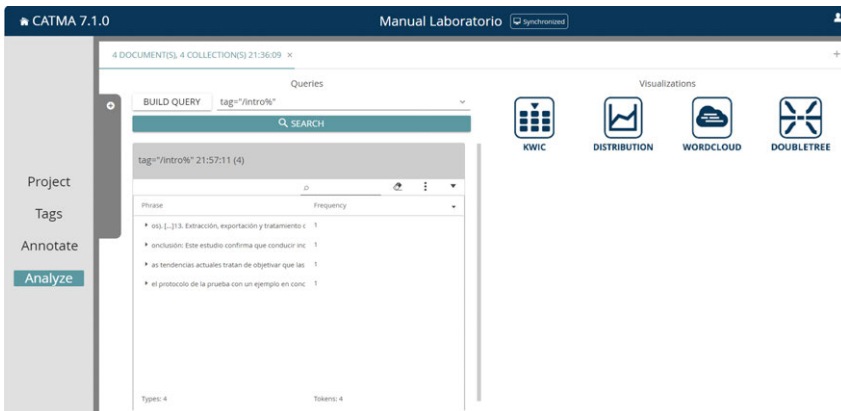 CATMA 7.1.0
Manual Laboratorio
Synchronized
4 DOCUMENT(S), 4 COLLECTION(S) 21:36:09 ×
Project
Tags
Annotate
Analyze
Queries
BUILD QUERY tag="/intro%"
SEARCH
tag="/intro%" 21:57:11 (4)
Phrase Frequency
os). [...]13. Extracción, exportación y tratamiento c 1
onclusión: Este estudio confirma que conducir inc 1
as tendencias actuales tratan de objetivar que las 1
el protocolo de la prueba con un ejemplo en conc 1
Types: 4 Tokens: 4
Visualizations
KWIC DISTRIBUTION WORDCLOUD DOUBLETREE